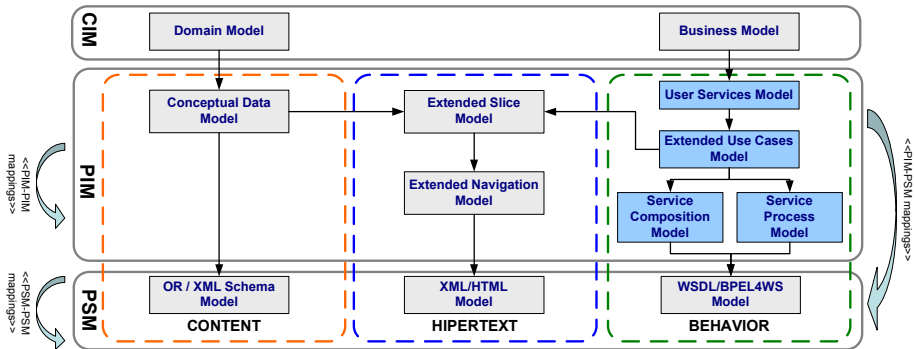 CIM
Domain Model
Business Model
PIM
Conceptual Data
Model
Extended Slice
Model
User Services Model
Extended Use Cases
Model
Extended Navigation
Model
Service
Composition
Model
Service
Process
Model
<<PIM-PIM
mappings>>
<<PIM-PSM mappings>>
PSM
OR / XML Schema
Model
XML/HTML
Model
WSDL/BPEL4WS
Model
CONTENT
HIPERTEXT
BEHAVIOR
<<PSM-PSM
mappings>>